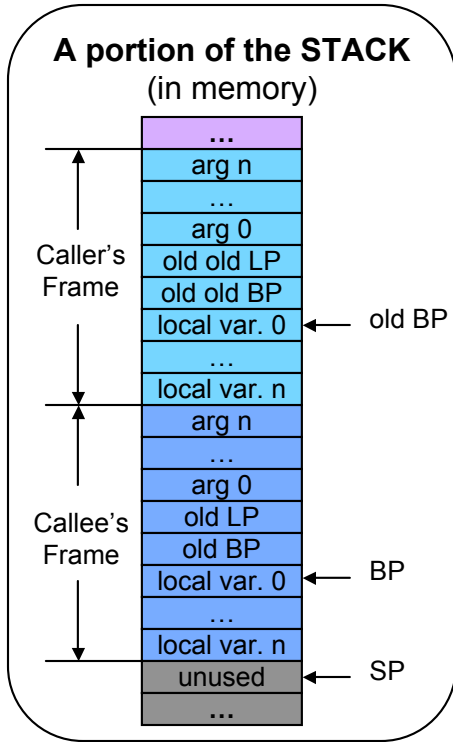 A portion of the STACK
(in memory)
...
arg n
...
arg 0
Caller's
Frame
old old LP
old old BP
local var. 0
old BP
...
local var. n
arg n
...
arg 0
Callee's
Frame
old LP
old BP
local var. 0
BP
...
local var. n
unused
SP
...